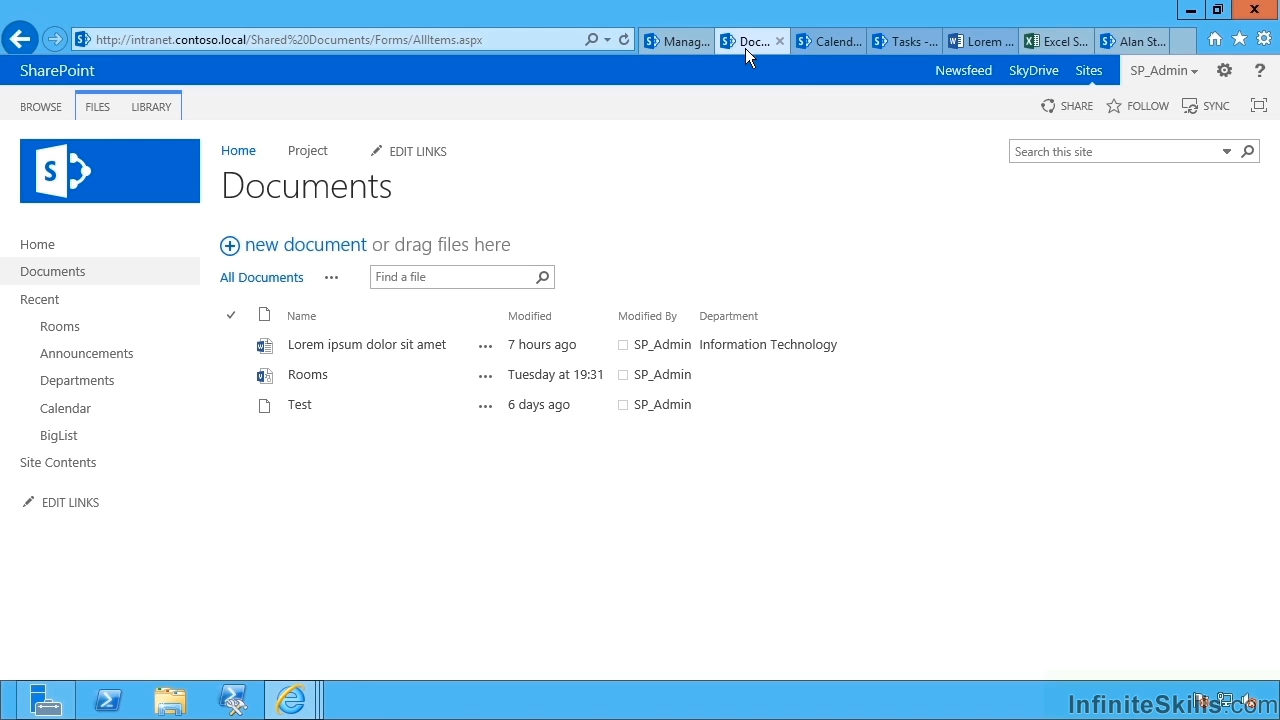 http://intranet.contoso.local/Shared%20Documents/Forms/AllItems.aspx
Manag...
Doc...
Calend...
Tasks -...
Lorem ...
Excel S...
Alan St...
SharePoint
Newsfeed
SkyDrive
Sites
SP_Admin
?
BROWSE
FILES
LIBRARY
SHARE
FOLLOW
SYNC
S
Home
Project
EDIT LINKS
Search this site
Documents
Home
Documents
Recent
Rooms
Announcements
Departments
Calendar
BigList
Site Contents
EDIT LINKS
new document or drag files here
All Documents
...
Find a file
Name Modified Modified By Department
Lorem ipsum dolor sit amet ... 7 hours ago SP_Admin Information Technology
Rooms ... Tuesday at 19:31 SP_Admin
Test ... 6 days ago SP_Admin
InfiniteSkills.com